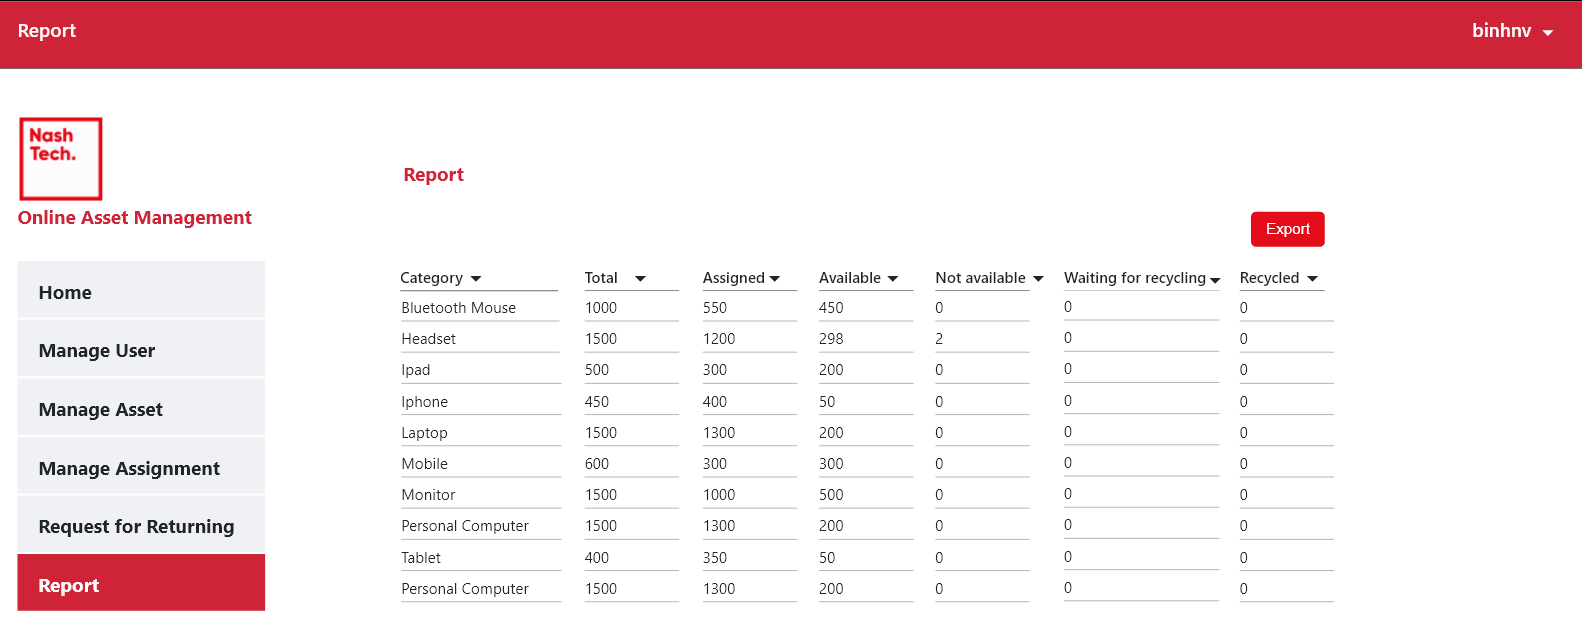 Report
binhnv
Nash
Tech.
Online Asset Management
Home
Manage User
Manage Asset
Manage Assignment
Request for Returning
Report
Report
Export
Category Total Assigned Available Not available Waiting for recycling Recycled
Bluetooth Mouse 1000 550 450 0 0 0
Headset 1500 1200 298 2 0 0
Ipad 500 300 200 0 0 0
Iphone 450 400 50 0 0 0
Laptop 1500 1300 200 0 0 0
Mobile 600 300 300 0 0 0
Monitor 1500 1000 500 0 0 0
Personal Computer 1500 1300 200 0 0 0
Tablet 400 350 50 0 0 0
Personal Computer 1500 1300 200 0 0 0